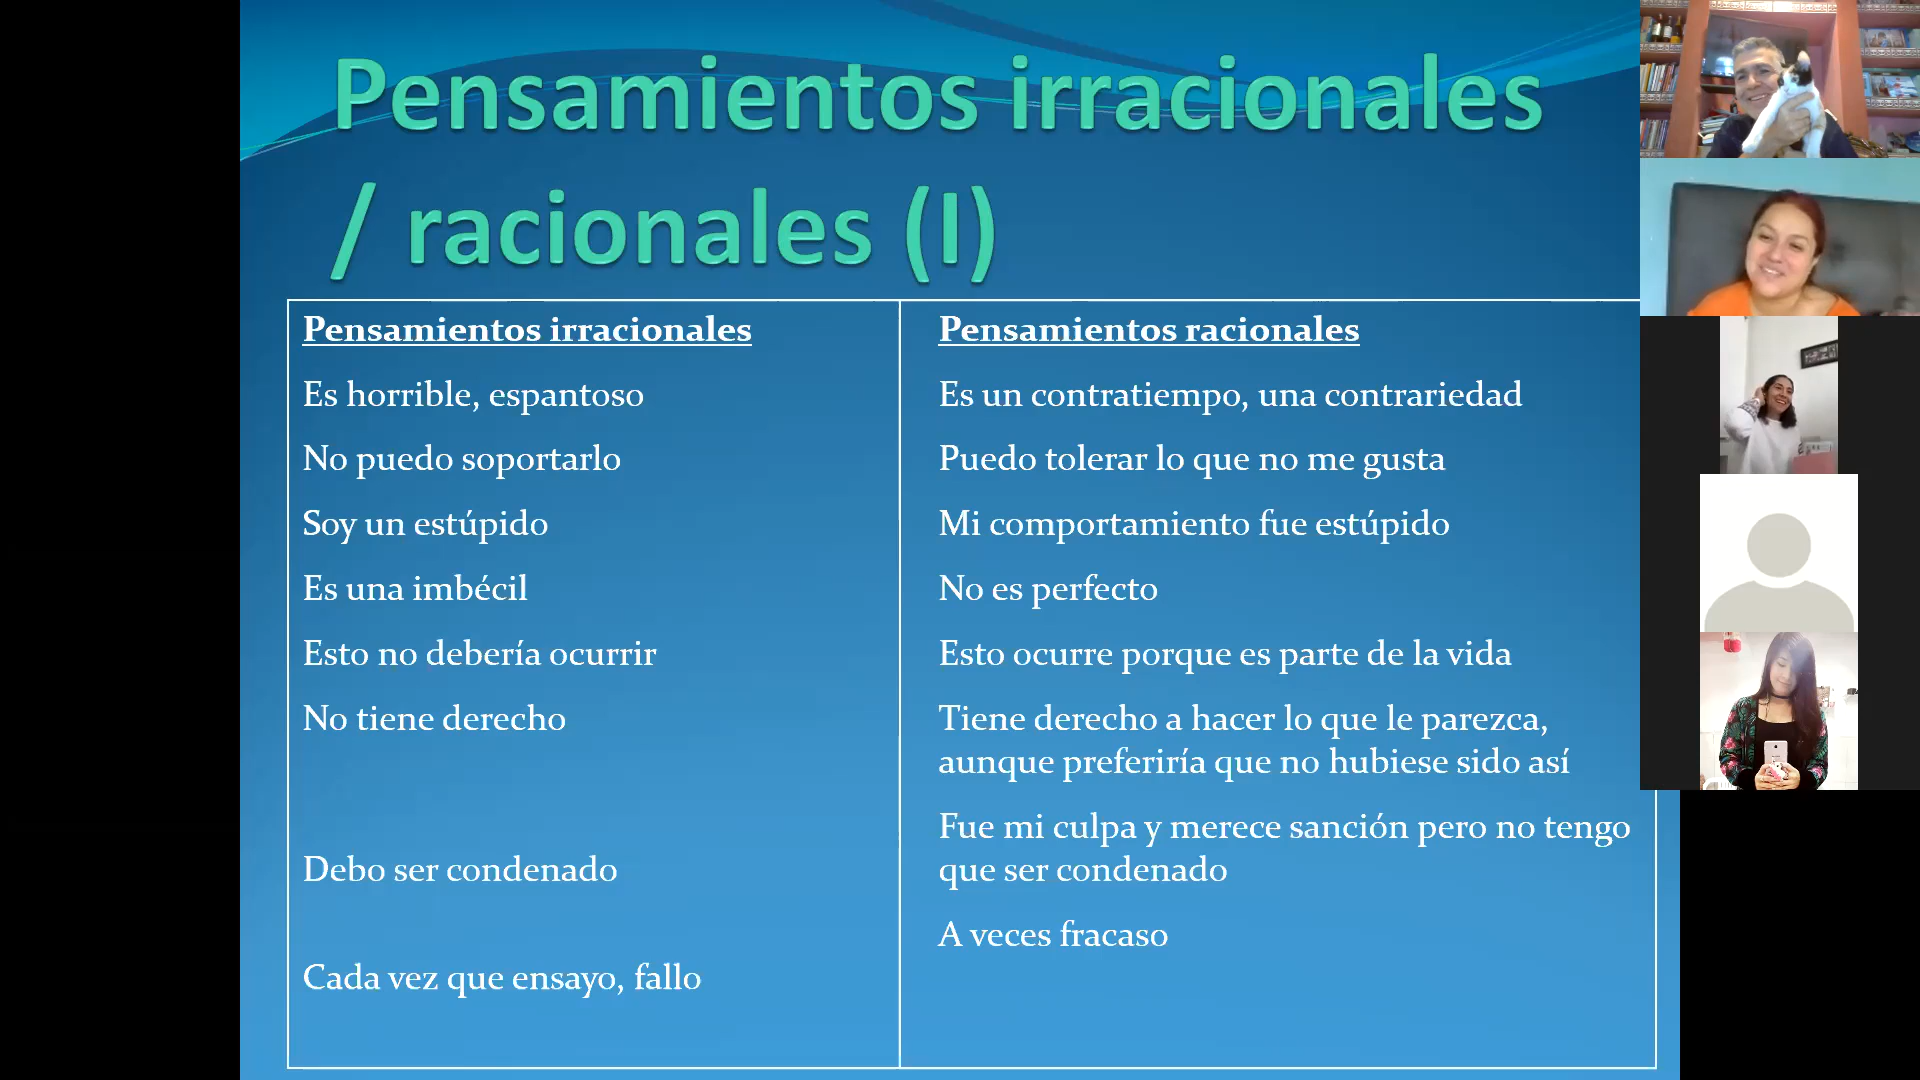 Pensamientos irracionales
/ racionales (I)
Pensamientos irracionales
Es horrible, espantoso
No puedo soportarlo
Soy un estúpido
Es una imbécil
Esto no debería ocurrir
No tiene derecho
Debo ser condenado
Cada vez que ensayo, fallo
Pensamientos racionales
Es un contratiempo, una contrariedad
Puedo tolerar lo que no me gusta
Mi comportamiento fue estúpido
No es perfecto
Esto ocurre porque es parte de la vida
Tiene derecho a hacer lo que le parezca,
aunque preferiría que no hubiese sido así
Fue mi culpa y merece sanción pero no tengo
que ser condenado
A veces fracaso